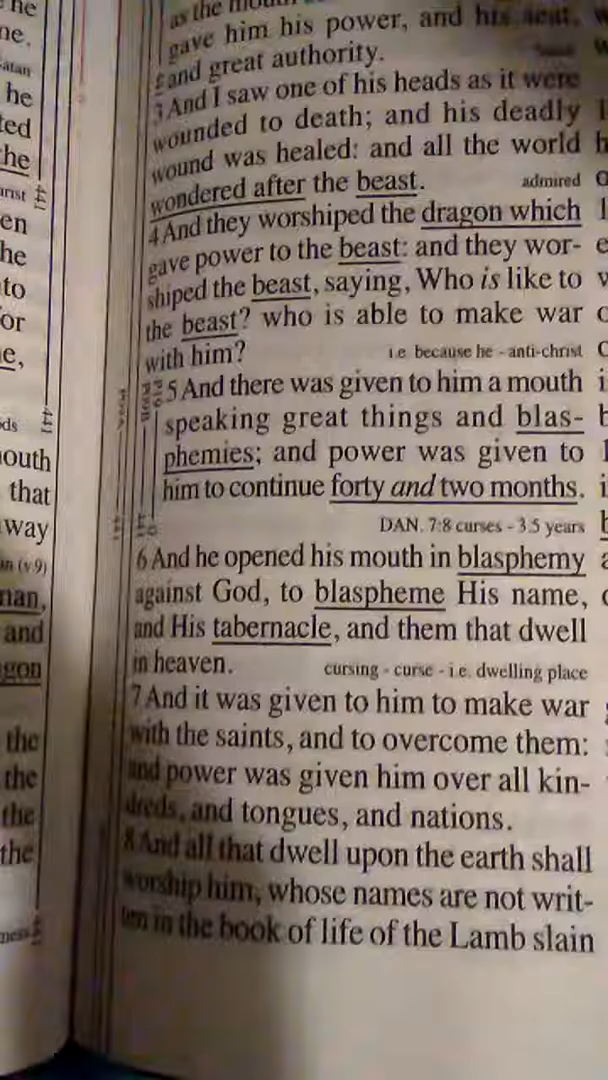 he
ne.
atan
he
ted
the
rist 441
en
he
to
or
e,
ods 441
outh
that
way
an (v 9)
nan,
and
gon
the
the
the
the
as the
gave him his power, and his seat,
and great authority.
3 And I saw one of his heads as it were
wounded to death; and his deadly
wound was healed: and all the world
wondered after the beast. admired
4 And they worshiped the dragon which
gave power to the beast: and they wor-
shiped the beast, saying, Who is like to
the beast? who is able to make war
with him? i.e. because he - anti-christ
5 And there was given to him a mouth
speaking great things and blas-
phemies; and power was given to
him to continue forty and two months.
DAN. 7:8 curses - 3.5 years
6 And he opened his mouth in blasphemy
against God, to blaspheme His name,
and His tabernacle, and them that dwell
in heaven. cursing - curse - i.e. dwelling place
7 And it was given to him to make war
with the saints, and to overcome them:
and power was given him over all kin-
dreds, and tongues, and nations.
8 And all that dwell upon the earth shall
worship him, whose names are not writ-
ten in the book of life of the Lamb slain